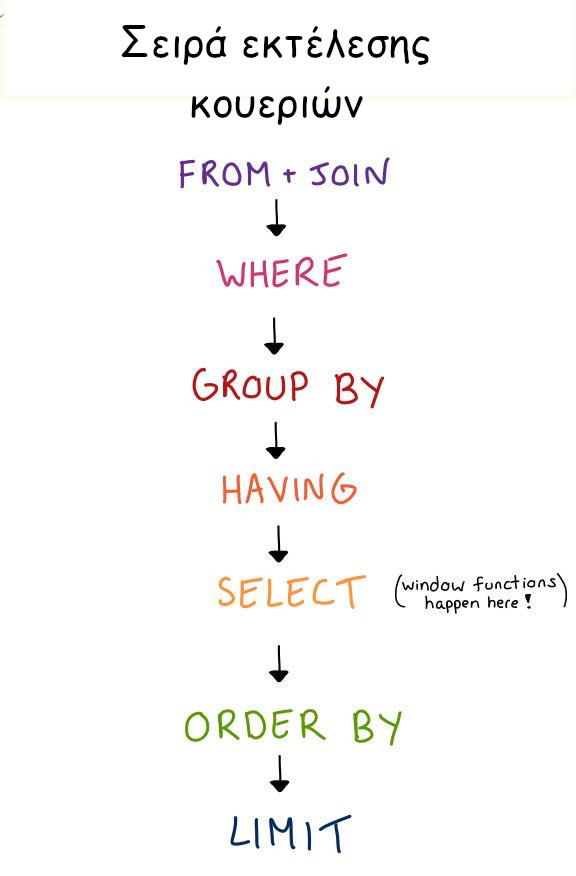 Σειρά εκτέλεσης
κουεριών
FROM + JOIN
WHERE
GROUP BY
HAVING
SELECT
(window functions
happen here!)
ORDER BY
LIMIT